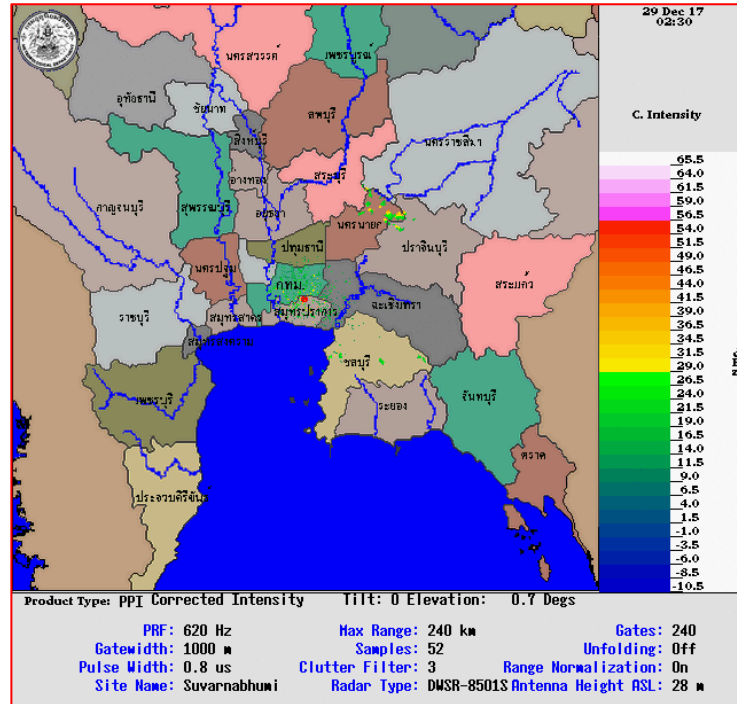 29 Dec 17
02:30
C. Intensity
นครสวรรค์
เพชรบูรณ์
อุทัยธานี
ชัยนาท
ลพบุรี
สิงห์บุรี
นครราชสีมา
อ่างทอง
สระบุรี
กาญจนบุรี
สุพรรณบุรี
อยุธยา
นครนายก
ปราจีนบุรี
ปทุมธานี
นครปฐม
กทม.
สระแก้ว
ฉะเชิงเทรา
ราชบุรี
สมุทรสาคร
สมุทรปราการ
สมุทรสงคราม
ชลบุรี
เพชรบุรี
ระยอง
จันทบุรี
ตราด
ประจวบคีรีขันธ์
65.5
64.0
61.5
59.0
56.5
54.0
51.5
49.0
46.5
44.0
41.5
39.0
36.5
34.0
31.5
29.0
26.5
24.0
21.5
19.0
16.5
14.0
11.5
9.0
6.5
4.0
1.5
-1.0
-3.5
-6.0
-8.5
-10.5
Product Type: PPI Corrected Intensity Tilt: 0 Elevation: 0.7 Degs
PRF: 620 Hz Max Range: 240 km Gates: 240
Gatewidth: 1000 m Samples: 52 Unfolding: Off
Pulse Width: 0.8 us Clutter Filter: 3 Range Normalization: On
Site Name: Suvarnabhumi Radar Type: DWSR-8501S Antenna Height ASL: 28 m